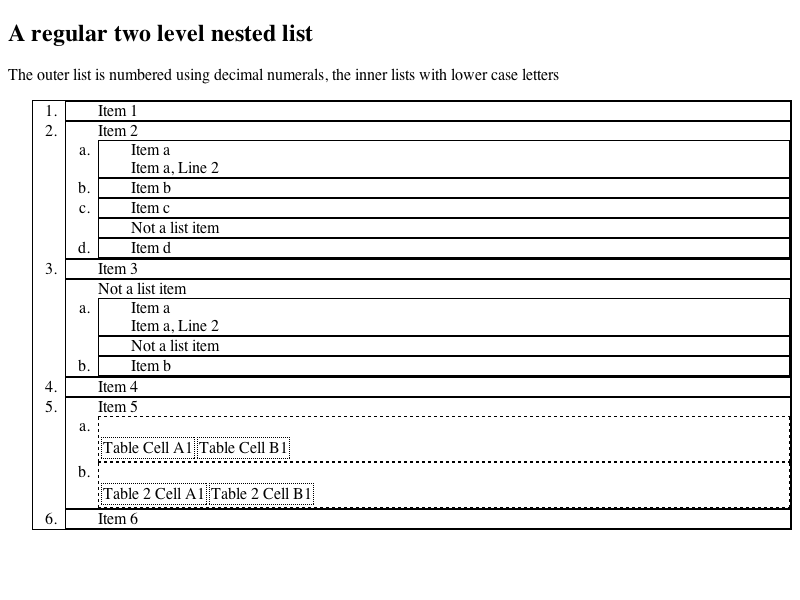 A regular two level nested list
The outer list is numbered using decimal numerals, the inner lists with lower case letters
1. Item 1
2. Item 2
a. Item a
Item a, Line 2
b. Item b
c. Item c
Not a list item
d. Item d
3. Item 3
Not a list item
a. Item a
Item a, Line 2
Not a list item
b. Item b
4. Item 4
5. Item 5
a.
Table Cell A1 Table Cell B1
b.
Table 2 Cell A1 Table 2 Cell B1
6. Item 6